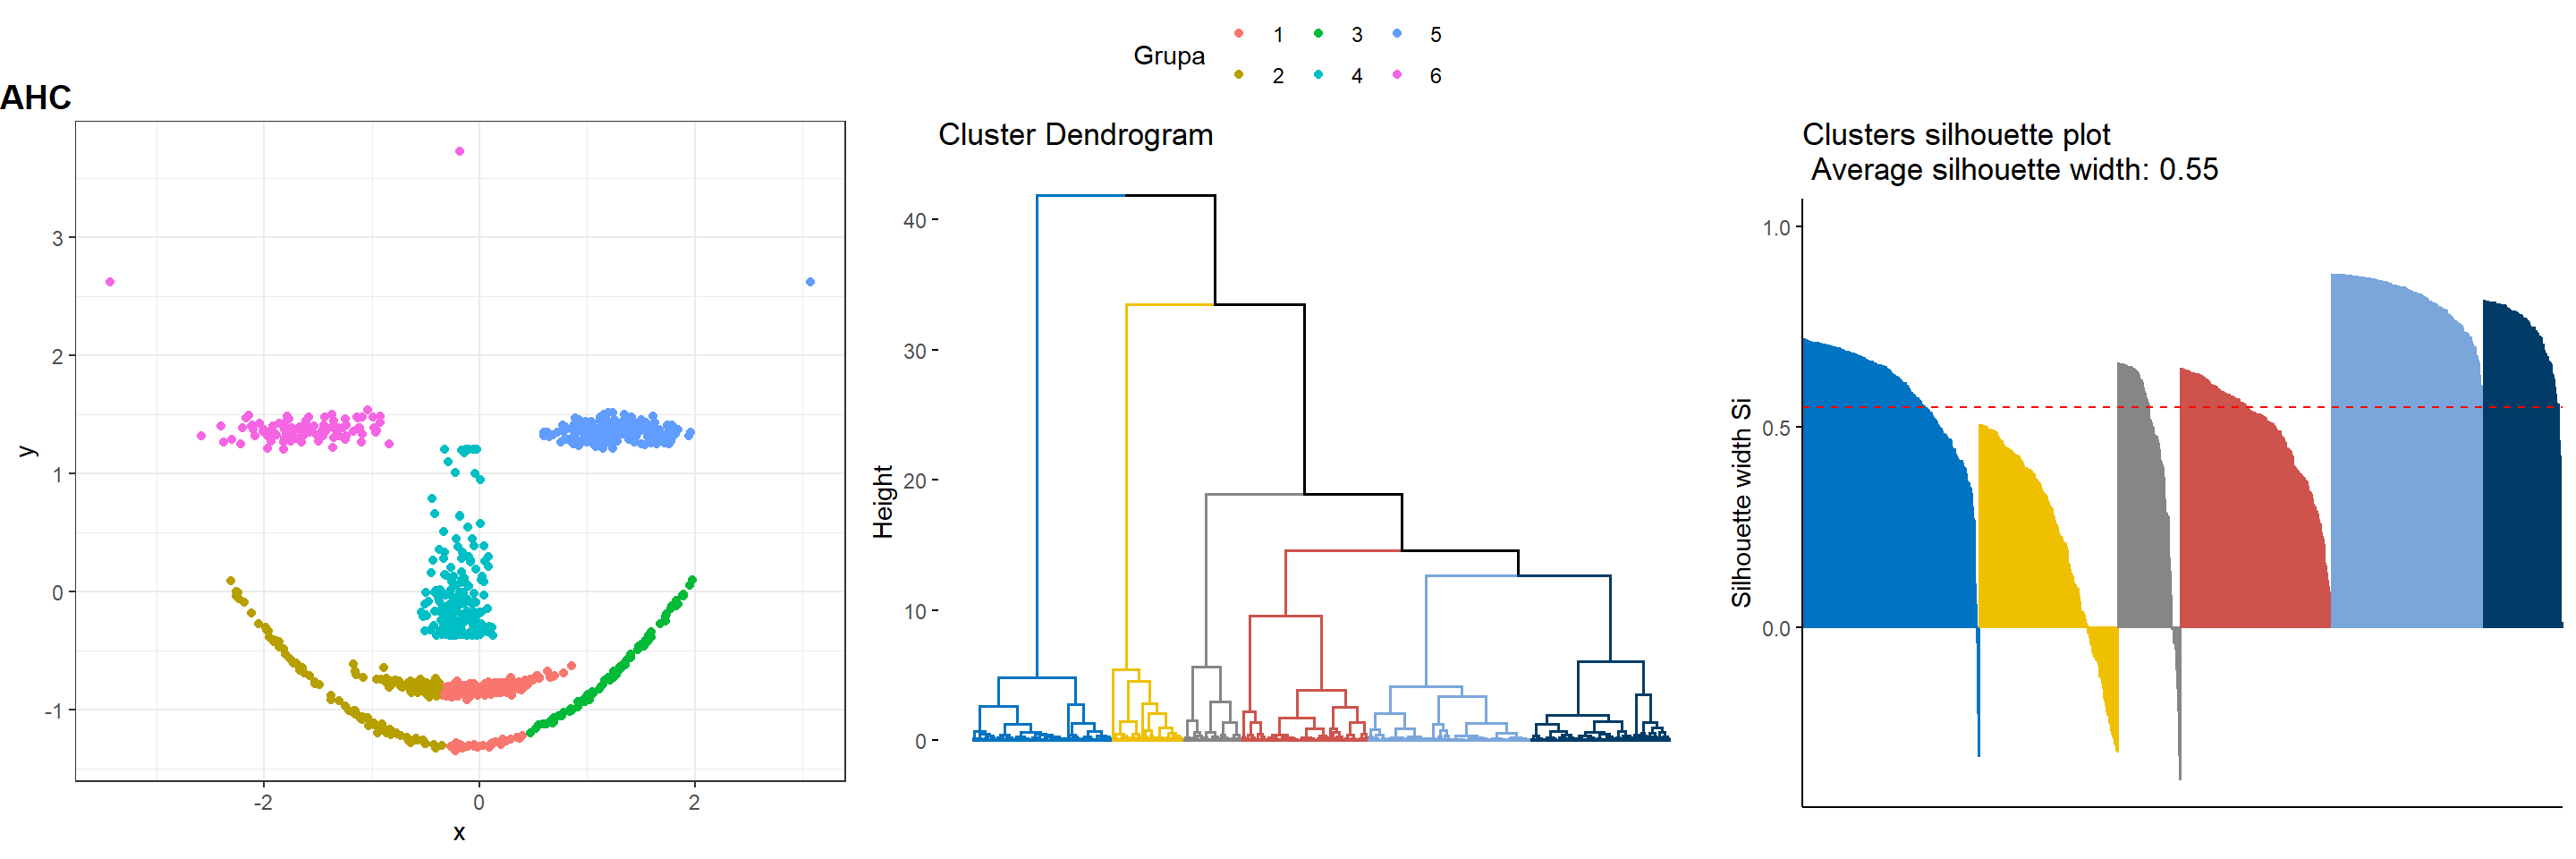 Grupa
1 3 5
2 4 6
AHC
3
2
1
0
-1
y
-2 0 2
x
Cluster Dendrogram
40
30
20
10
0
Height
Clusters silhouette plot
Average silhouette width: 0.55
1.0
0.5
0.0
Silhouette width Si